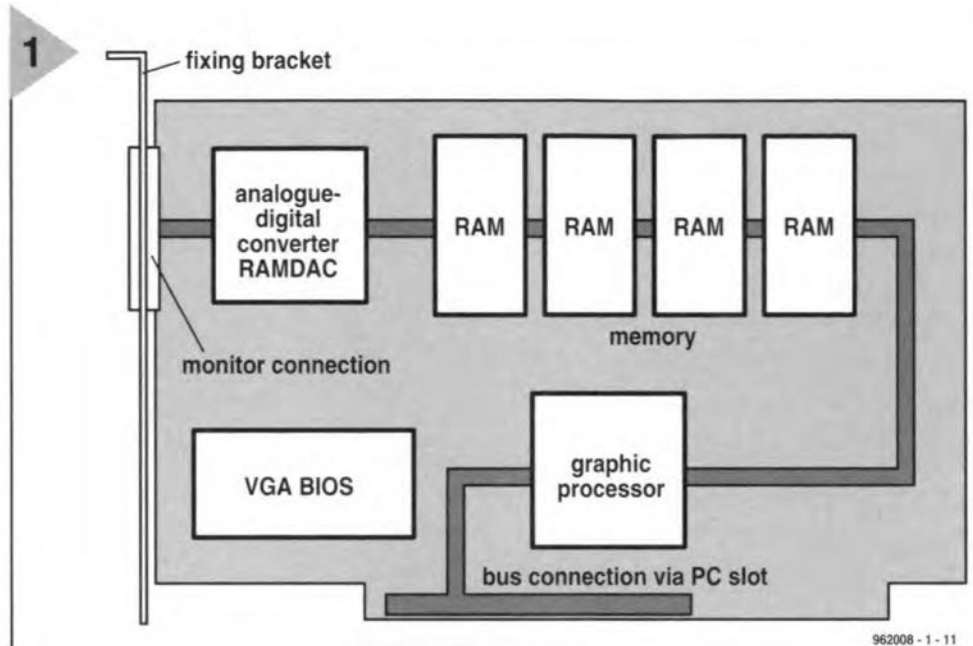 1
fixing bracket
analogue-
digital
converter
RAMDAC
RAM
RAM
RAM
RAM
memory
monitor connection
VGA BIOS
graphic
processor
bus connection via PC slot
962008 - 1 - 11